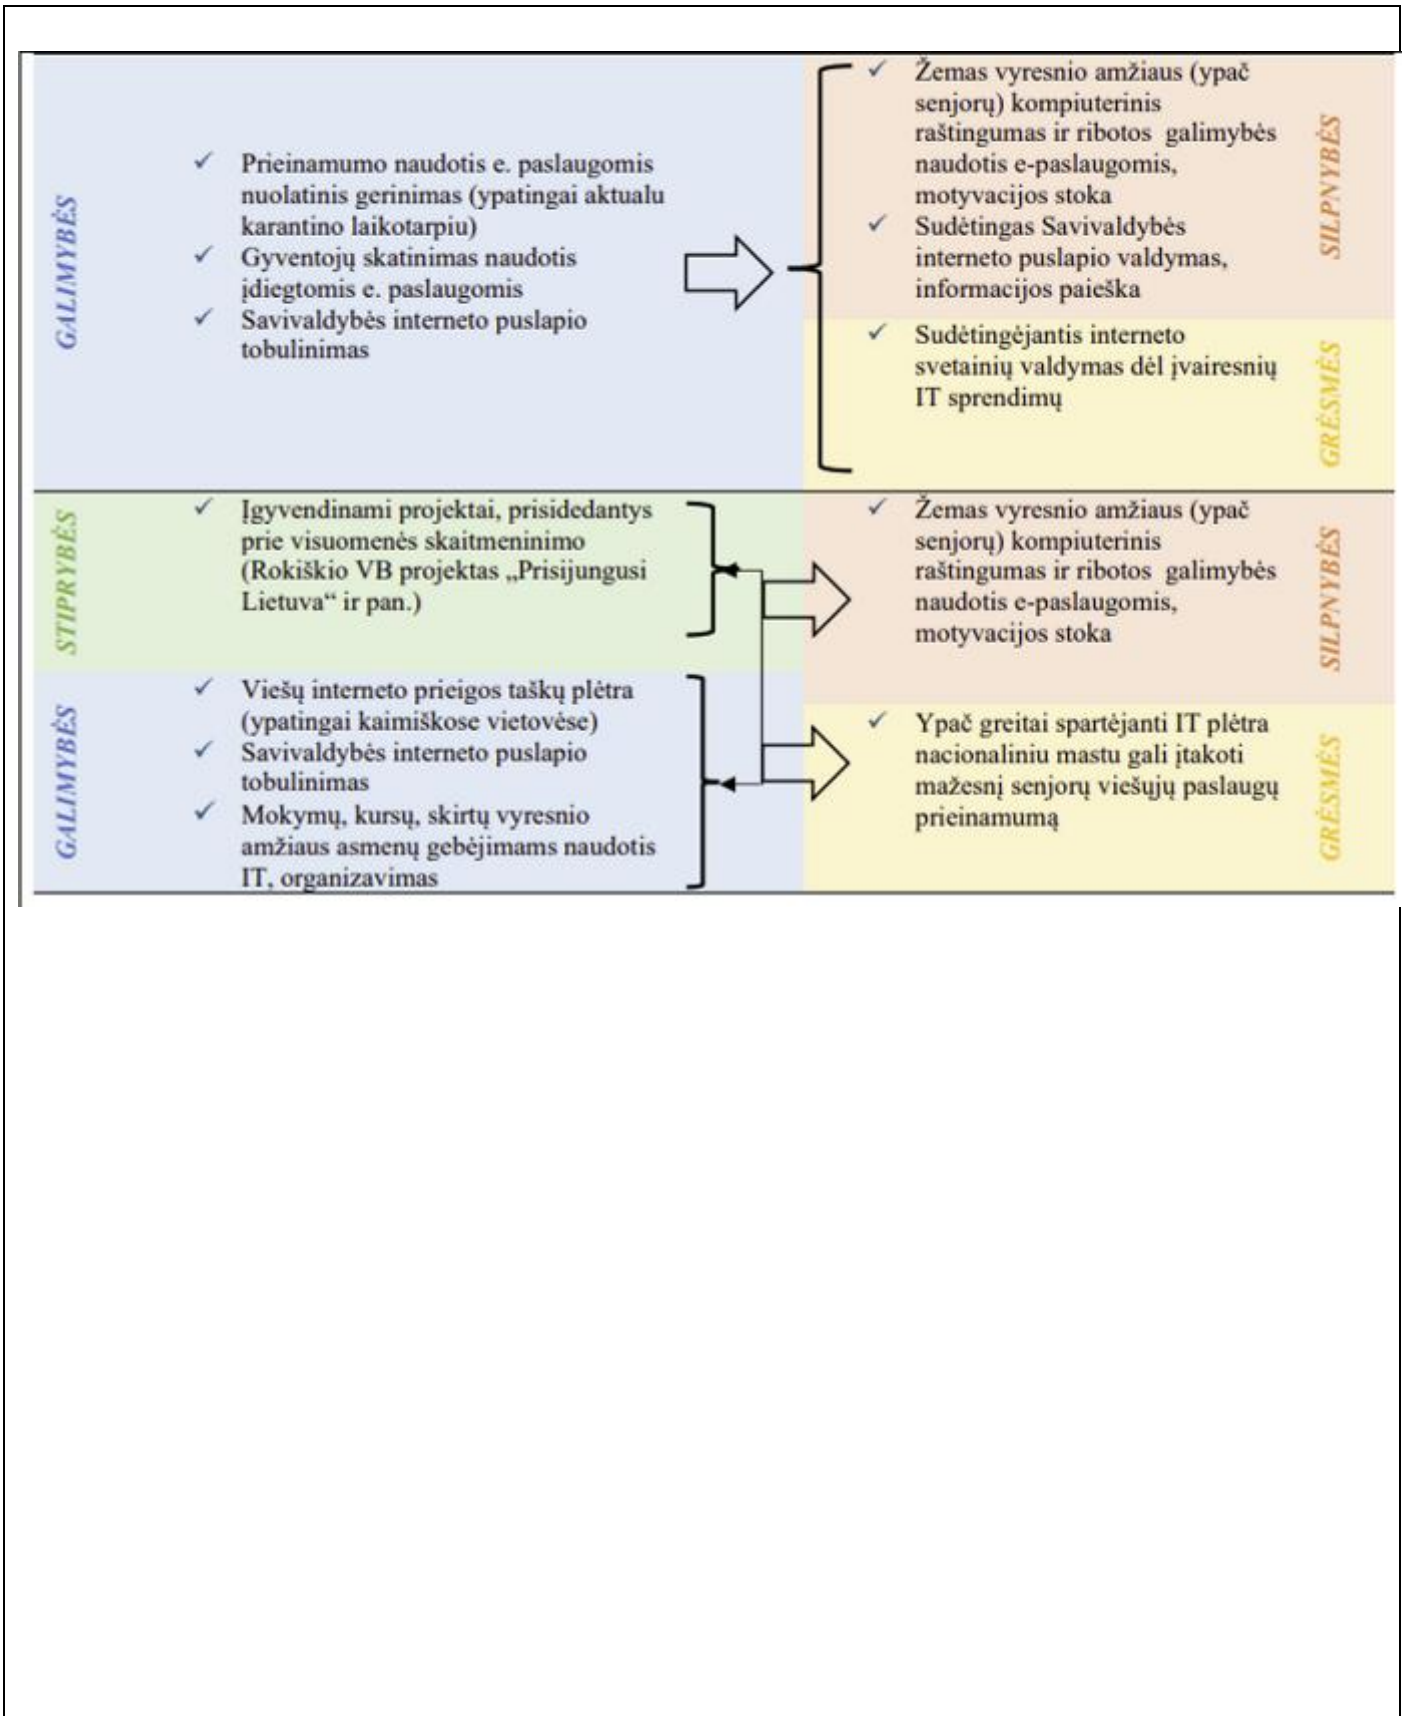 GALIMYBĖS
Prieinamumo naudotis e. paslaugomis
nuolatinis gerinimas (ypatingai aktualu
karantino laikotarpiu)
Gyventojų skatinimas naudotis
įdiegtomis e. paslaugomis
Savivaldybės interneto puslapio
tobulinimas
Žemas vyresnio amžiaus (ypač
senjorų) kompiuterinis
raštingumas ir ribotos galimybės
naudotis e-paslaugomis,
motyvacijos stoka
Sudėtingas Savivaldybės
interneto puslapio valdymas,
informacijos paieška
SILPNYBĖS
Sudėtingėjantis interneto
svetainių valdymas dėl įvairesnių
IT sprendimų
GRĖSMĖS
STIPRYBĖS
Įgyvendinami projektai, prisidedantys
prie visuomenės skaitmeninimo
(Rokiškio VB projektas „Prisijungusi
Lietuva“ ir pan.)
Žemas vyresnio amžiaus (ypač
senjorų) kompiuterinis
raštingumas ir ribotos galimybės
naudotis e-paslaugomis,
motyvacijos stoka
SILPNYBĖS
GALIMYBĖS
Viešų interneto prieigos taškų plėtra
(ypatingai kaimiškose vietovėse)
Savivaldybės interneto puslapio
tobulinimas
Mokymų, kursų, skirtų vyresnio
amžiaus asmenų gebėjimams naudotis
IT, organizavimas
Ypač greitai spartėjanti IT plėtra
nacionaliniu mastu gali įtakoti
mažesnį senjorų viešųjų paslaugų
prieinamumą
GRĖSMĖS